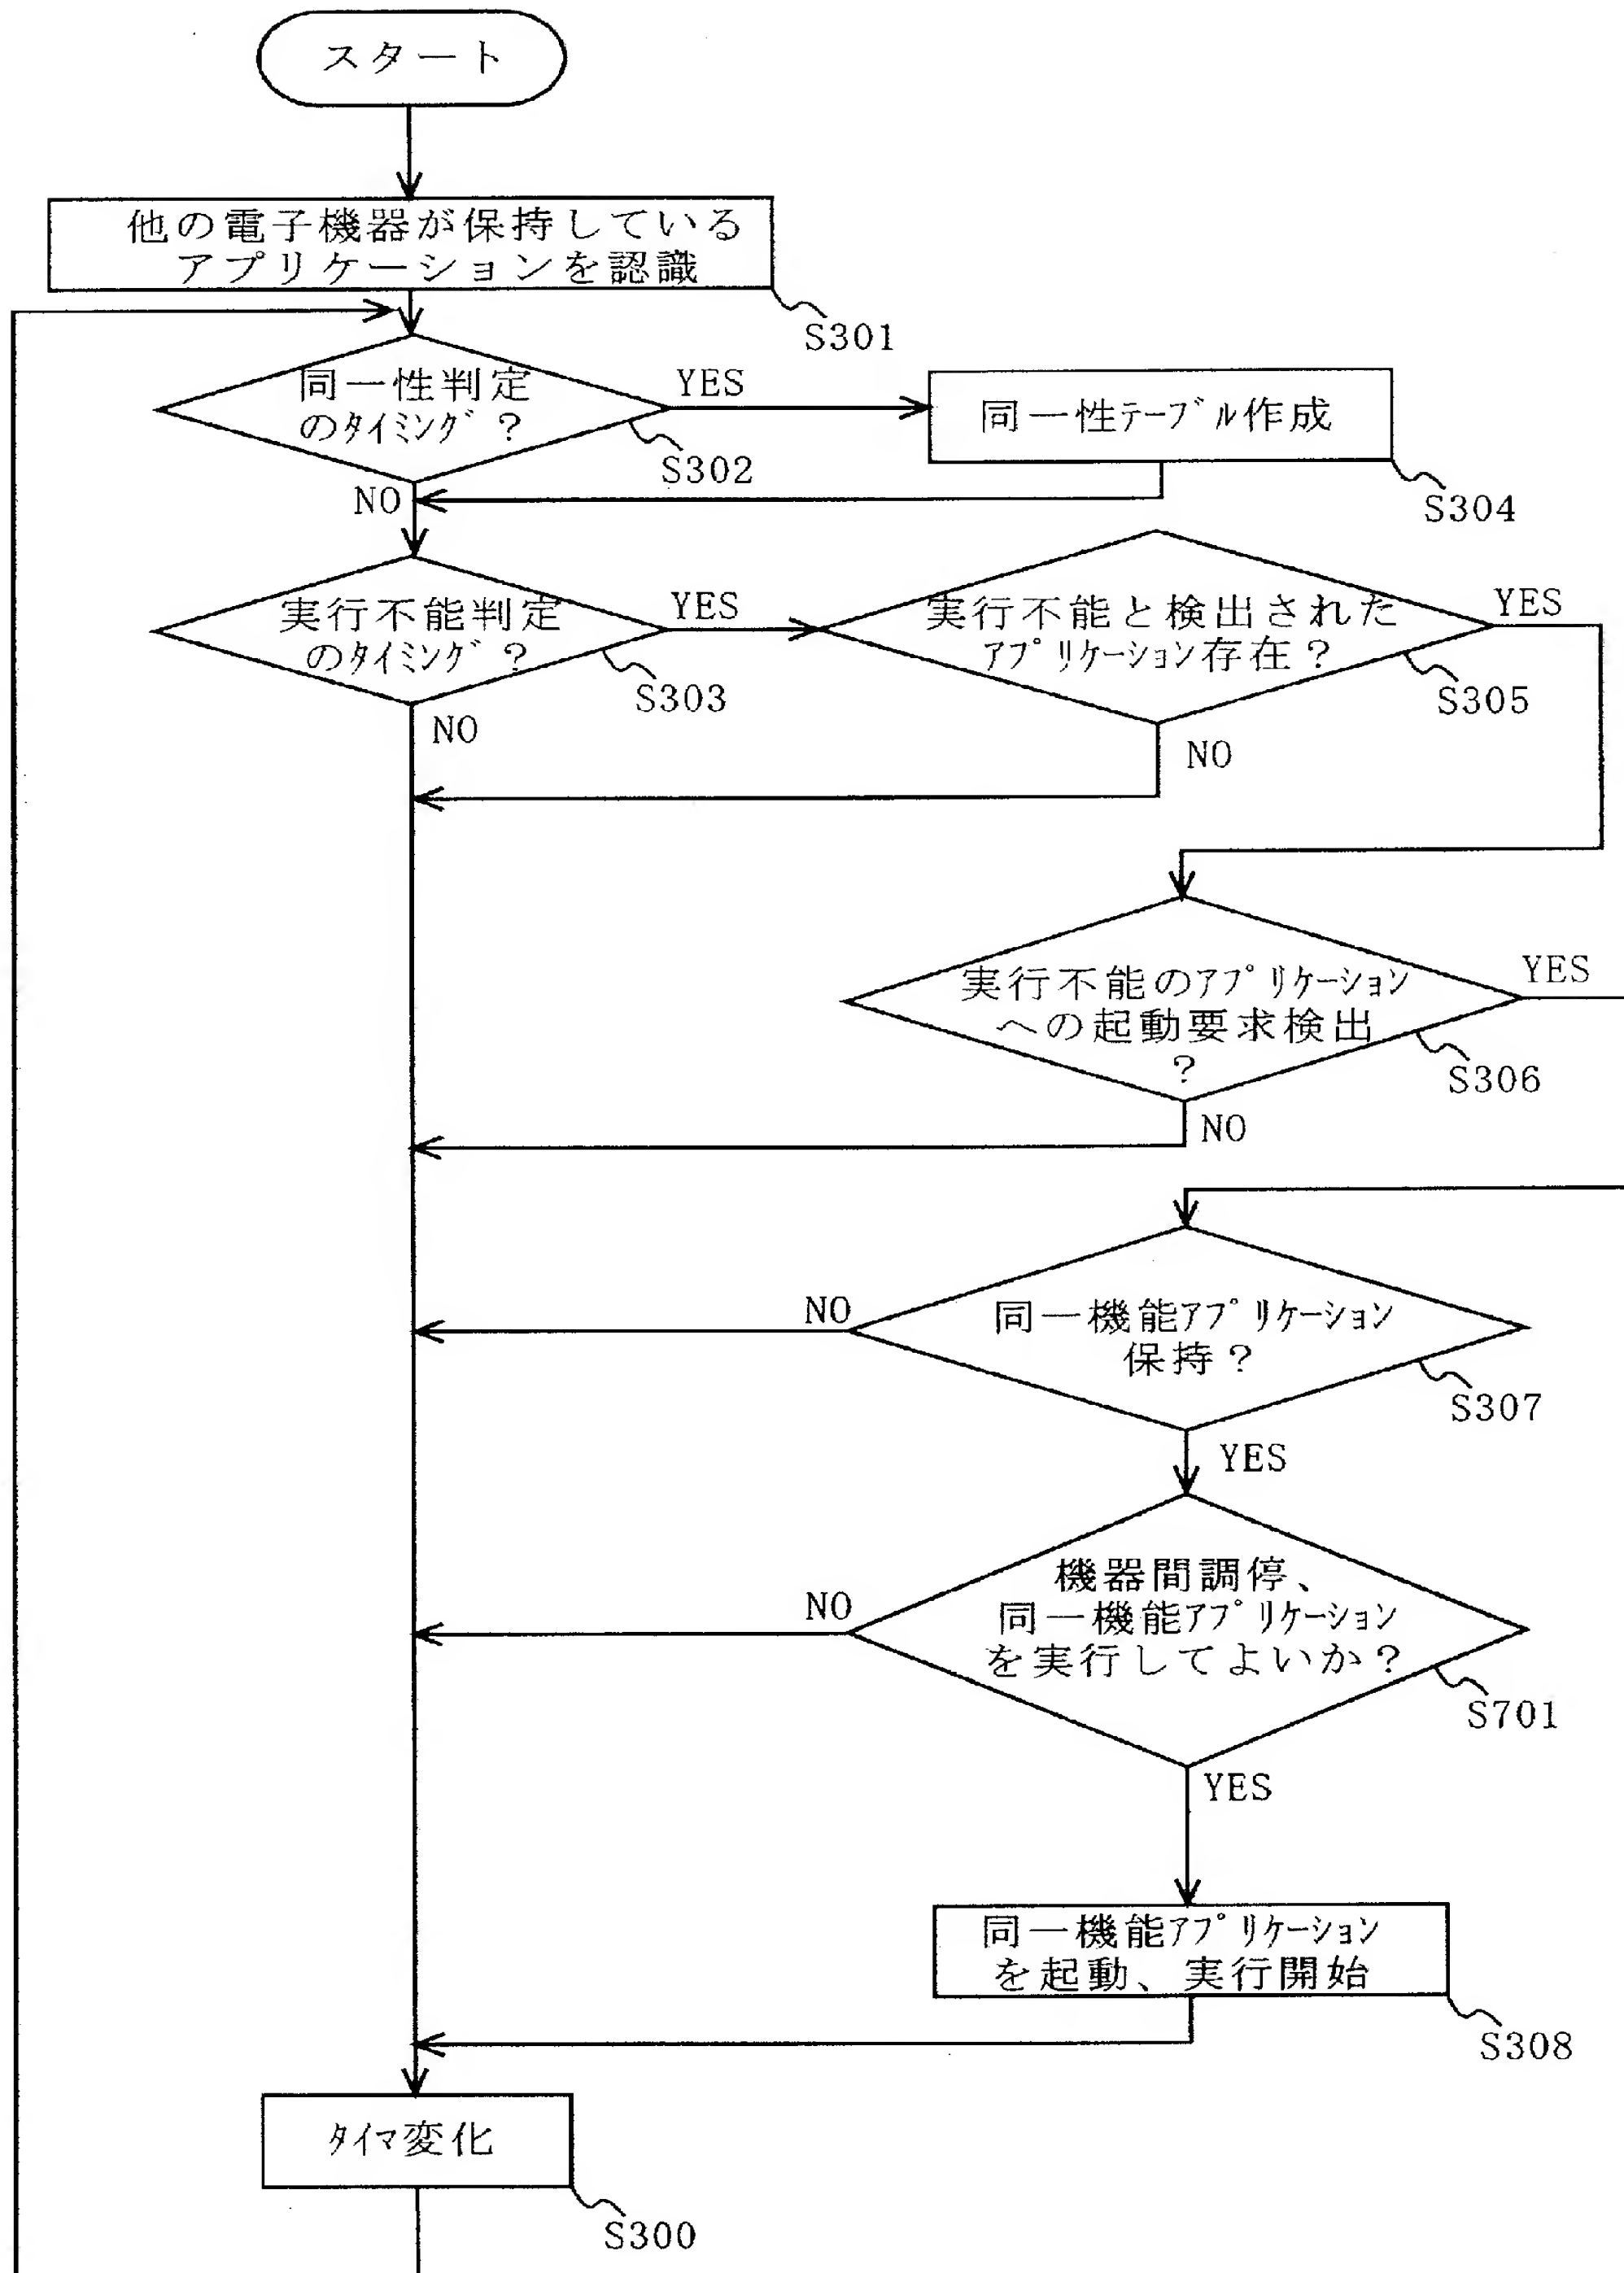 スタート
他の電子機器が保持している
アプリケーションを認識
S301
同一性判定
のタイミング?
YES
S302
NO
同一性テーブル作成
S304
実行不能判定
のタイミング?
YES
S303
NO
実行不能と検出された
アプリケーション存在?
YES
S305
NO
実行不能のアプリケーション
への起動要求検出
?
YES
S306
NO
同一機能アプリケーション
保持?
NO
S307
YES
機器間調停、
同一機能アプリケーション
を実行してよいか?
NO
S701
YES
同一機能アプリケーション
を起動、実行開始
S308
タイマ変化
S300